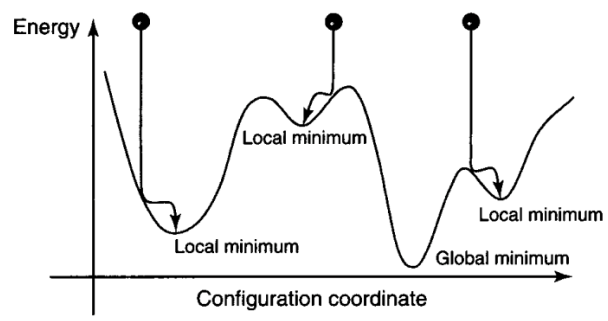 Energy
Local minimum
Local minimum
Local minimum
Global minimum
Configuration coordinate